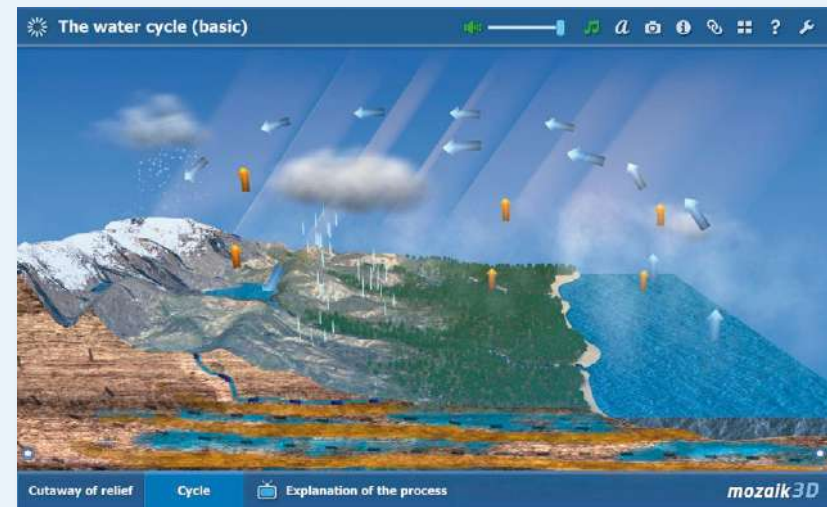 The water cycle (basic)
Cutaway of relief Cycle Explanation of the process mozaik3D